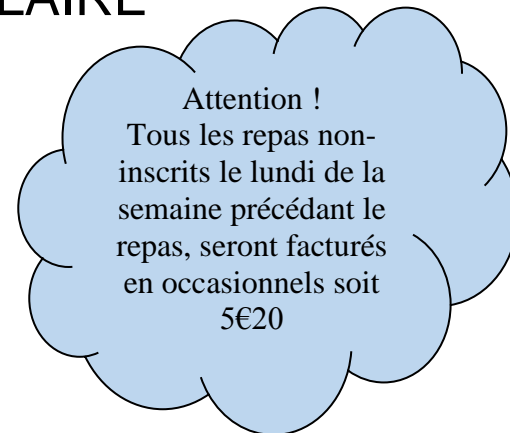 LAIRE
Attention !
Tous les repas non-
inscrits le lundi de la
semaine précédant le
repas, seront facturés
en occasionnels soit
5€20